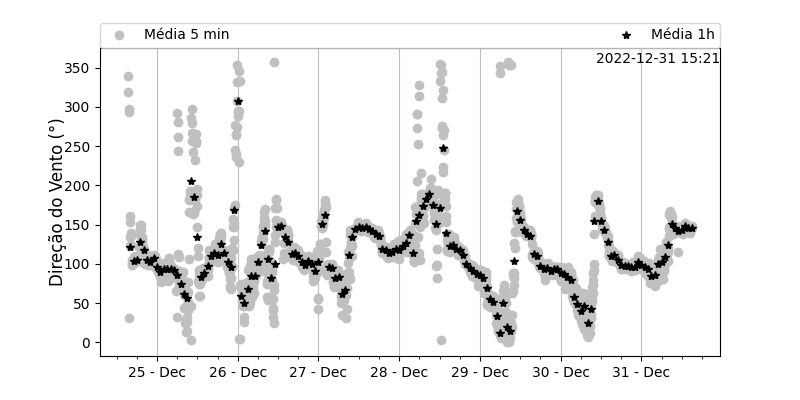 Média 5 min
Média 1h
2022-12-31 15:21
Direção do Vento (°)
350
300
250
200
150
100
50
0
25 - Dec
26 - Dec
27 - Dec
28 - Dec
29 - Dec
30 - Dec
31 - Dec